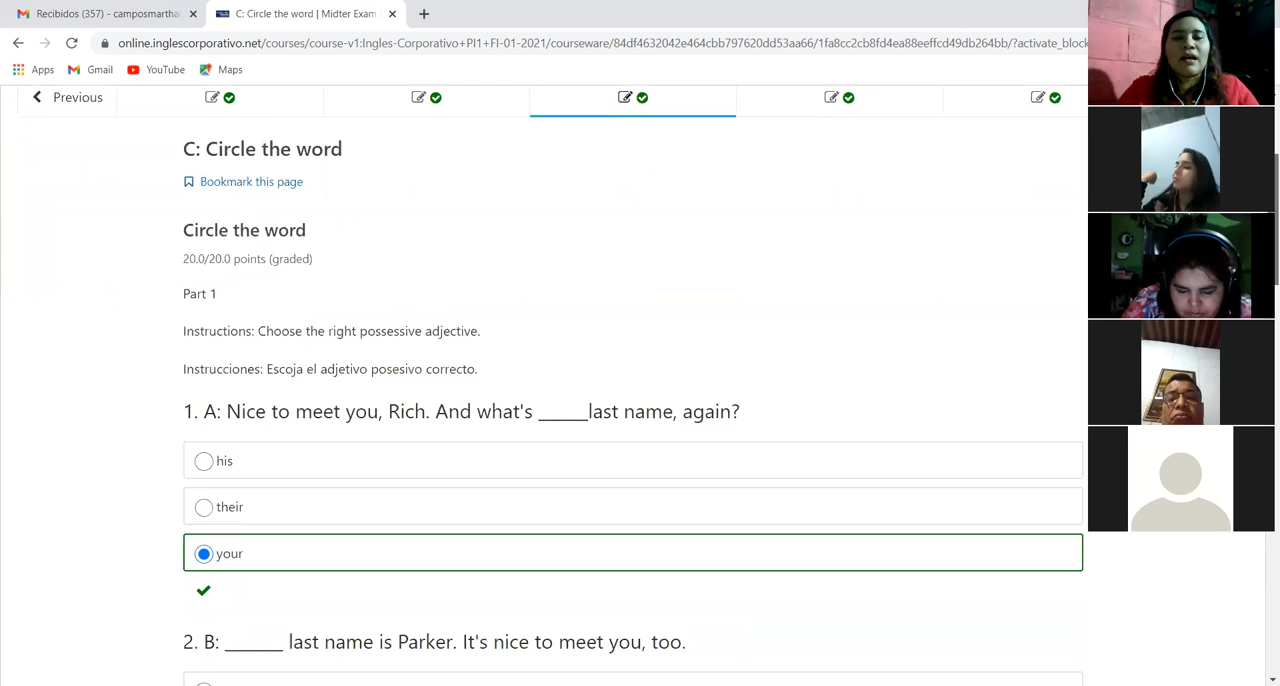 Recibidos (357) - camposmartha
C: Circle the word | Midter Exam
online.inglescorporativo.net/courses/course-v1:Ingles-Corporativo+PI1+FI-01-2021/courseware/84df4632042e464cbb797620dd53aa66/1fa8cc2cb8fd4ea88eeffcd49db264bb/?activate_block
Apps Gmail YouTube Maps
Previous
C: Circle the word
Bookmark this page
Circle the word
20.0/20.0 points (graded)
Part 1
Instructions: Choose the right possessive adjective.
Instrucciones: Escoja el adjetivo posesivo correcto.
1. A: Nice to meet you, Rich. And what's ______last name, again?
his
their
your
2. B: _______ last name is Parker. It's nice to meet you, too.